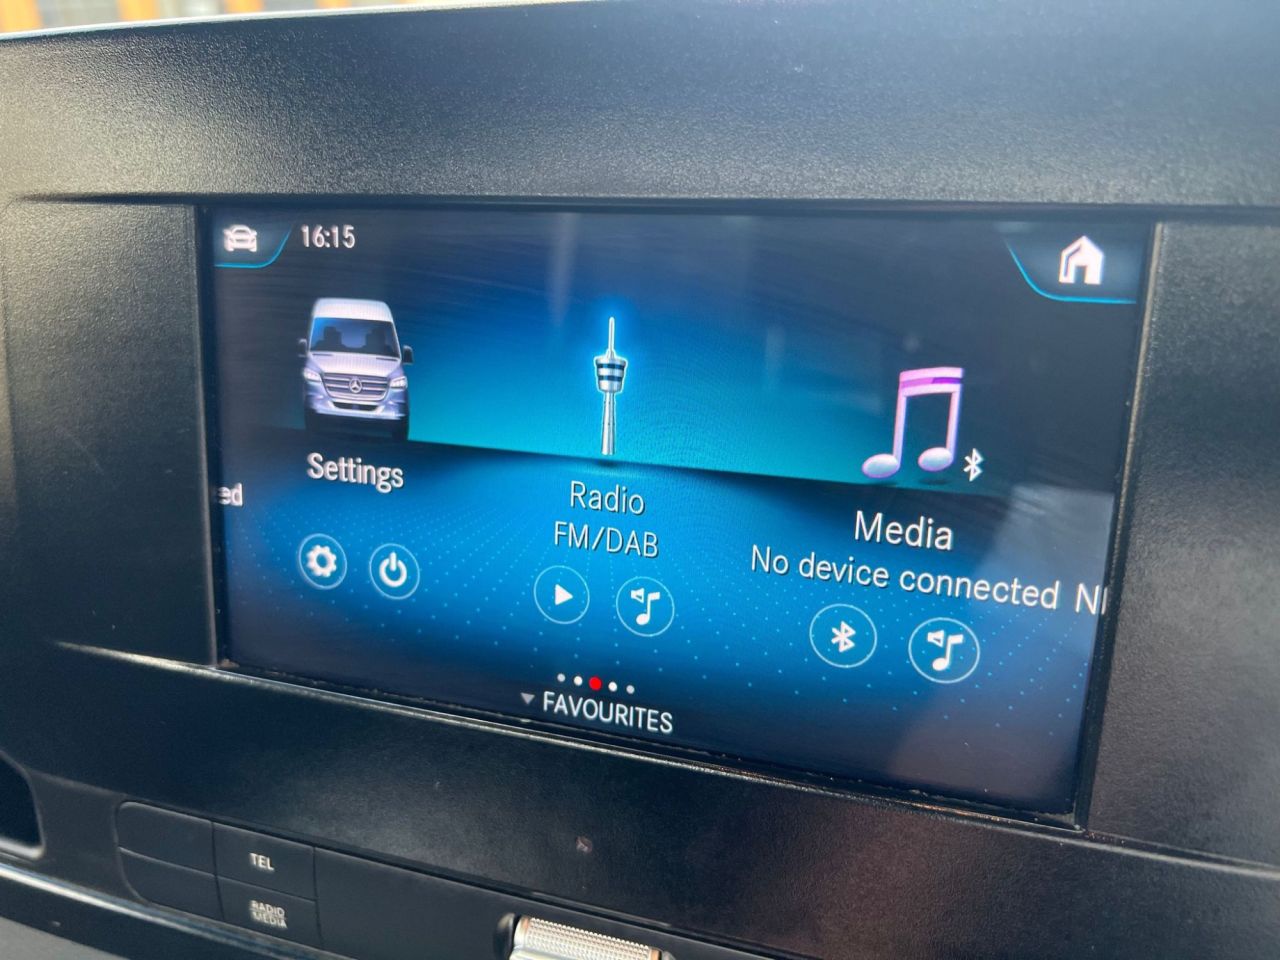 16:15
Settings
ed
Radio
FM/DAB
Media
No device connected
FAVOURITES
TEL
RADIO
MEDIA